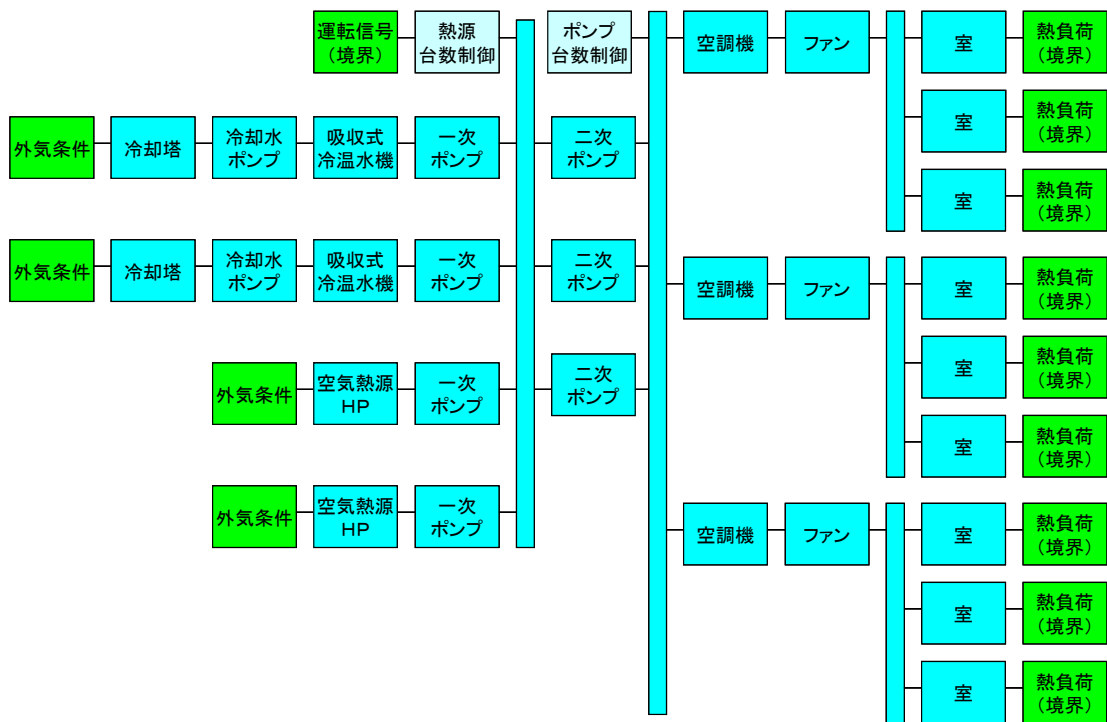 運転信号
（境界）
熱源
台数制御
ポンプ
台数制御
空調機
ファン
室
熱負荷
（境界）
室
熱負荷
（境界）
室
熱負荷
（境界）
外気条件
冷却塔
冷却水
ポンプ
吸収式
冷温水機
一次
ポンプ
二次
ポンプ
外気条件
冷却塔
冷却水
ポンプ
吸収式
冷温水機
一次
ポンプ
二次
ポンプ
空調機
ファン
室
熱負荷
（境界）
室
熱負荷
（境界）
室
熱負荷
（境界）
外気条件
空気熱源
ＨＰ
一次
ポンプ
二次
ポンプ
外気条件
空気熱源
ＨＰ
一次
ポンプ
空調機
ファン
室
熱負荷
（境界）
室
熱負荷
（境界）
室
熱負荷
（境界）